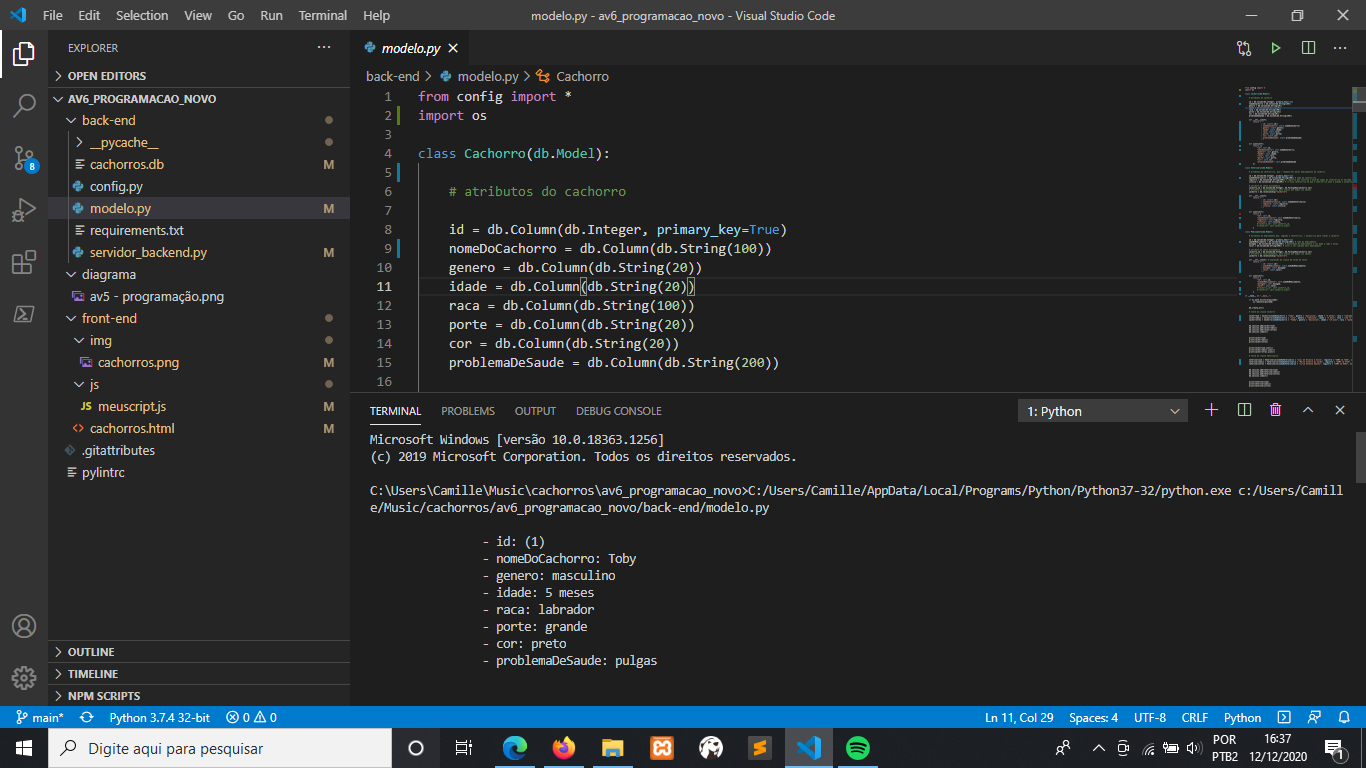 File Edit Selection View Go Run Terminal Help
modelo.py - av6_programacao_novo - Visual Studio Code
EXPLORER
OPEN EDITORS
AV6_PROGRAMACAO_NOVO
back-end
__pycache__
cachorros.db M
config.py
modelo.py M
requirements.txt
servidor_backend.py M
diagrama
av5 - programação.png
front-end
img
cachorros.png M
js
JS meuscript.js M
cachorros.html M
.gitattributes
pylintrc
OUTLINE
TIMELINE
NPM SCRIPTS
8
modelo.py
back-end > modelo.py > Cachorro
1 from config import *
2 import os
3
4 class Cachorro(db.Model):
5
6 # atributos do cachorro
7
8 id = db.Column(db.Integer, primary_key=True)
9 nomeDoCachorro = db.Column(db.String(100))
10 genero = db.Column(db.String(20))
11 idade = db.Column(db.String(20))
12 raca = db.Column(db.String(100))
13 porte = db.Column(db.String(20))
14 cor = db.Column(db.String(20))
15 problemaDeSaude = db.Column(db.String(200))
16
TERMINAL PROBLEMS OUTPUT DEBUG CONSOLE
1: Python
Microsoft Windows [versão 10.0.18363.1256]
(c) 2019 Microsoft Corporation. Todos os direitos reservados.
C:\Users\Camille\Music\cachorros\av6_programacao_novo>C:/Users/Camille/AppData/Local/Programs/Python/Python37-32/python.exe c:/Users/Camill
e/Music/cachorros/av6_programacao_novo/back-end/modelo.py
- id: (1)
- nomeDoCachorro: Toby
- genero: masculino
- idade: 5 meses
- raca: labrador
- porte: grande
- cor: preto
- problemaDeSaude: pulgas
main* Python 3.7.4 32-bit 0 0
Ln 11, Col 29 Spaces: 4 UTF-8 CRLF Python
Digite aqui para pesquisar
POR
PTB2
16:37
12/12/2020
1